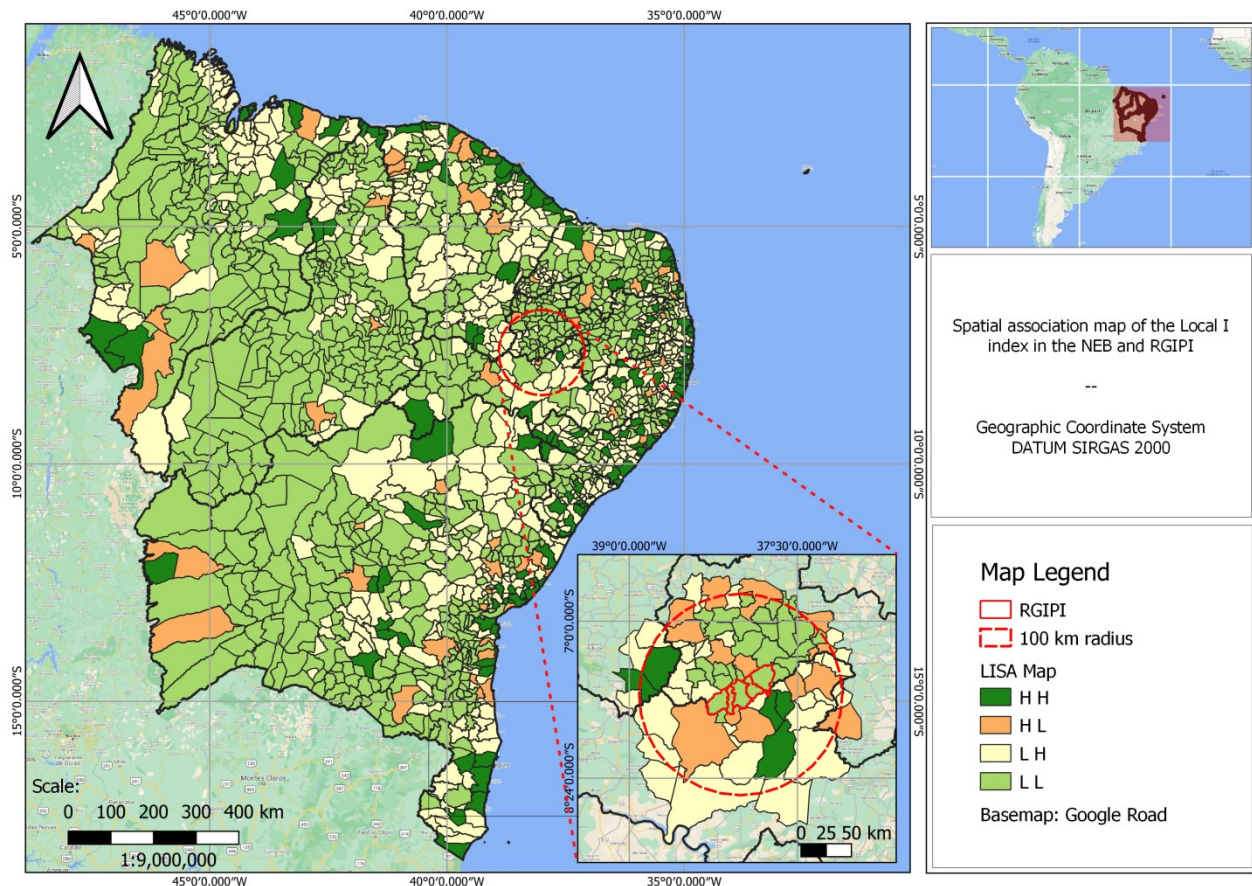 45°0'0.000"W 40°0'0.000"W 35°0'0.000"W
5°0'0.000"S
10°0'0.000"S
15°0'0.000"S
5°0'0.000"S
10°0'0.000"S
15°0'0.000"S
Scale:
0 100 200 300 400 km
1:9,000,000
45°0'0.000"W 40°0'0.000"W 35°0'0.000"W
39°0'0.000"W 37°30'0.000"W
7°0'0.000"S
8°24'0.000"S
0 25 50 km
Spatial association map of the Local I
index in the NEB and RGIPI
--
Geographic Coordinate System
DATUM SIRGAS 2000
Map Legend
RGIPI
100 km radius
LISA Map
H H
H L
L H
L L
Basemap: Google Road